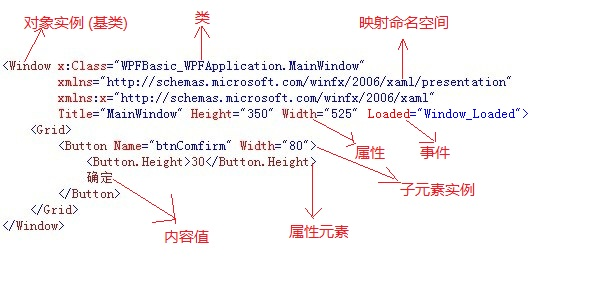 对象实例 (基类)
类
映射命名空间
<Window x:Class="WPFBasic_WPFApplication.MainWindow"
xmlns="http://schemas.microsoft.com/winfx/2006/xaml/presentation"
xmlns:x="http://schemas.microsoft.com/winfx/2006/xaml"
Title="MainWindow" Height="350" Width="525" Loaded="Window_Loaded">
<Grid>
<Button Name="btnComfirm" Width="80">
属性
事件
<Button.Height>30</Button.Height>
确定
子元素实例
</Button>
</Grid>
内容值
属性元素
</Window>